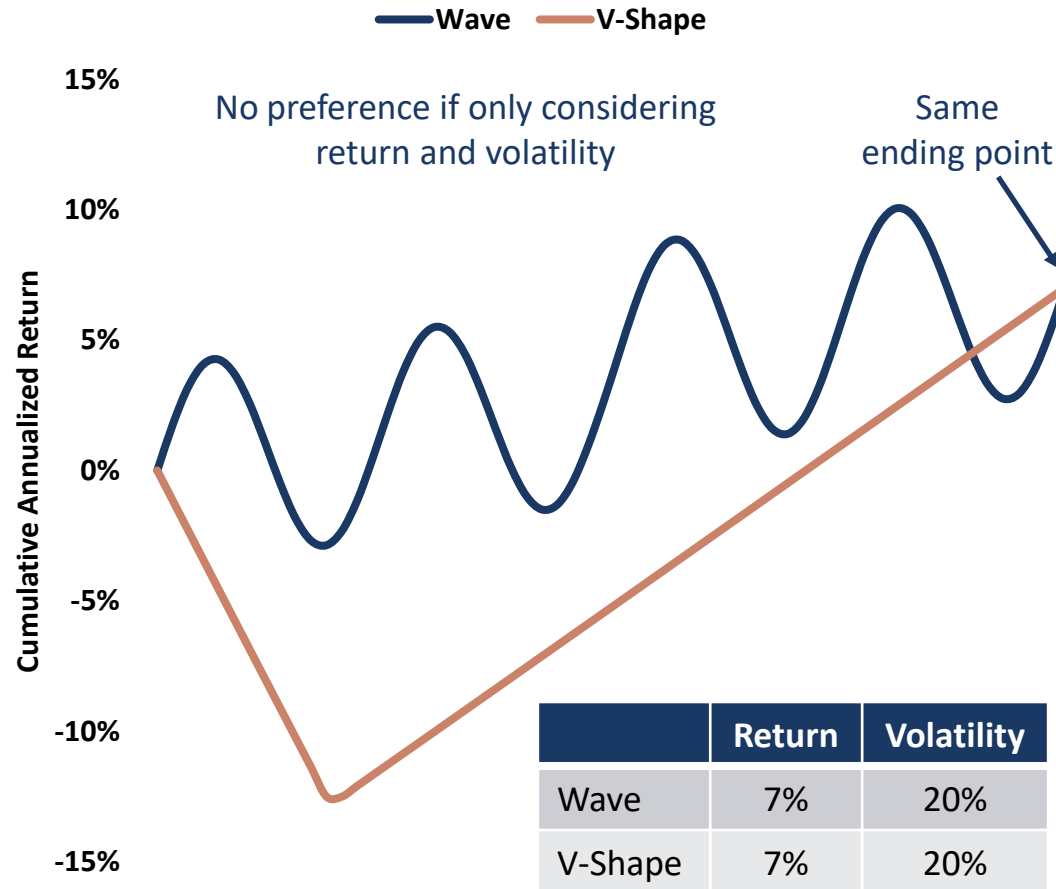 Wave V-Shape
15%
No preference if only considering
return and volatility
Same
ending point
10%
5%
0%
-5%
-10%
-15%
Cumulative Annualized Return
Return Volatility
Wave 7% 20%
V-Shape 7% 20%